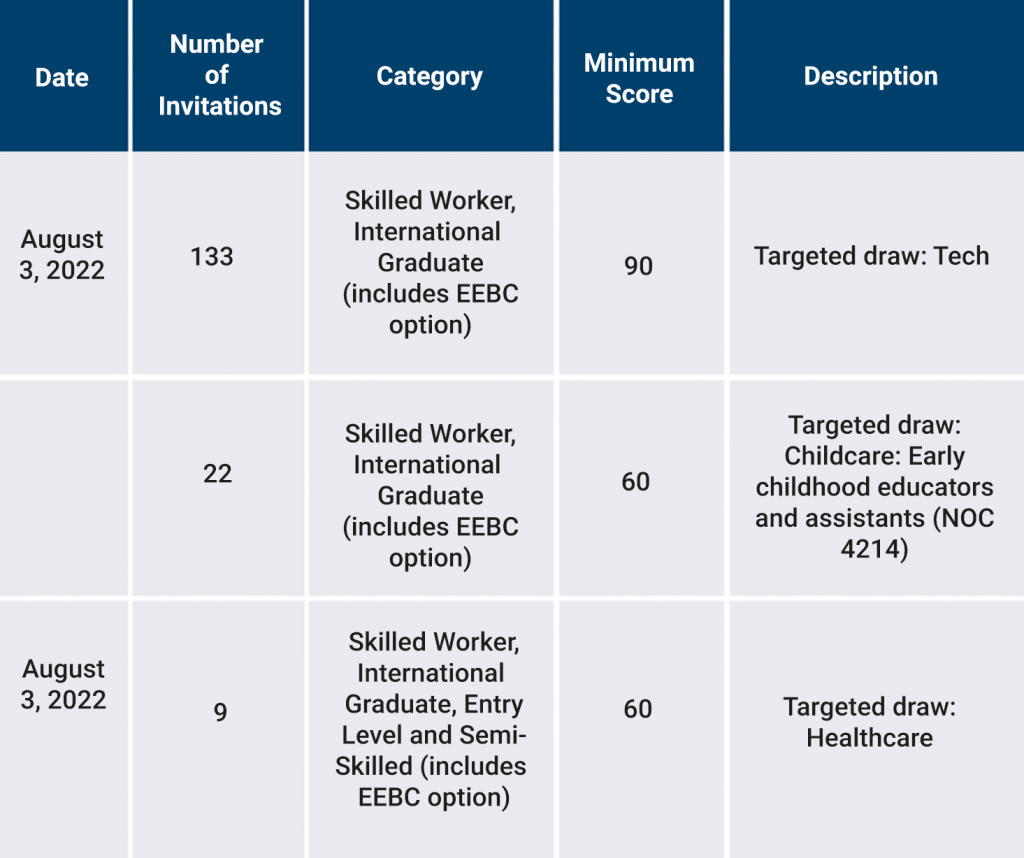 Date
Number
of
Invitations
Category
Minimum
Score
Description
August
3, 2022
133
Skilled Worker,
International
Graduate
(includes EEBC
option)
90
Targeted draw: Tech
22
Skilled Worker,
International
Graduate
(includes EEBC
option)
60
Targeted draw:
Childcare: Early
childhood educators
and assistants (NOC
4214)
August
3, 2022
9
Skilled Worker,
International
Graduate, Entry
Level and Semi-
Skilled (includes
EEBC option)
60
Targeted draw:
Healthcare